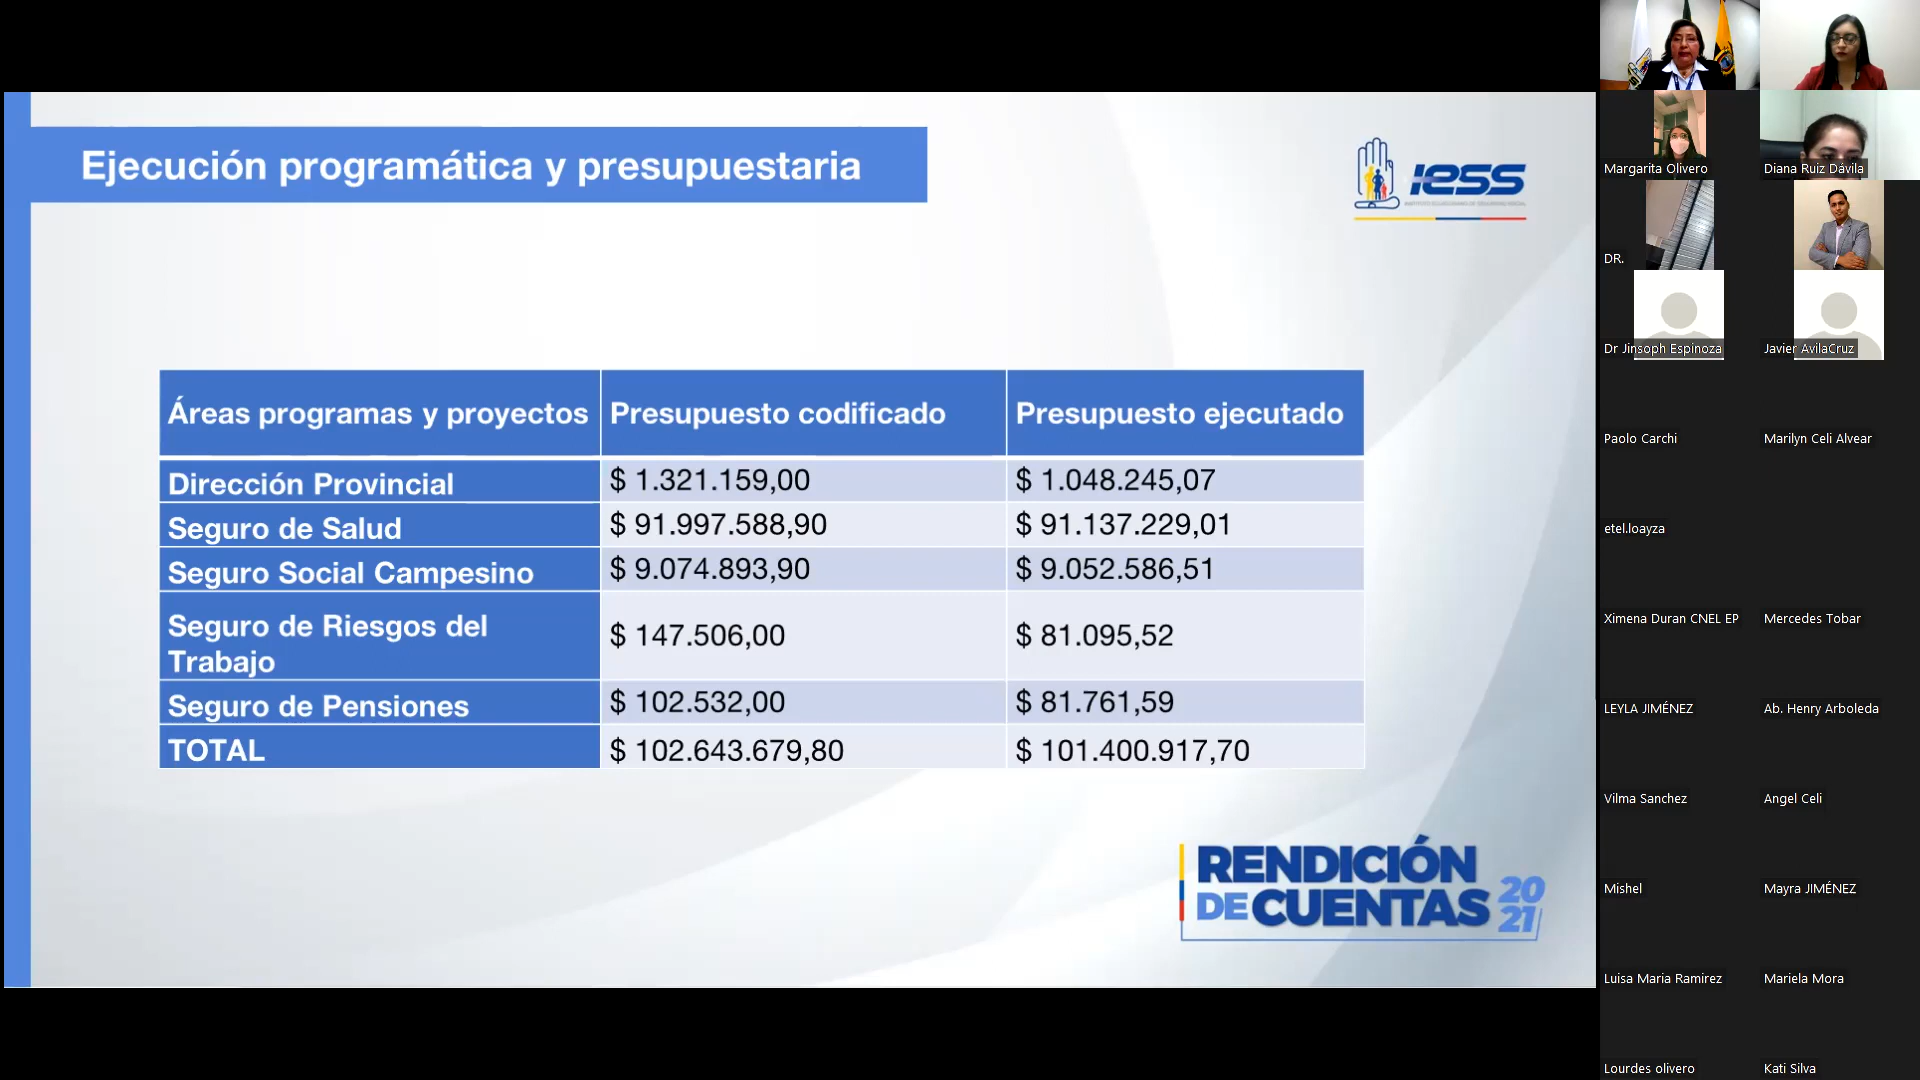 Ejecución programática y presupuestaria
IESS
INSTITUTO ECUATORIANO DE SEGURIDAD SOCIAL
Áreas programas y proyectos Presupuesto codificado Presupuesto ejecutado
Dirección Provincial $ 1.321.159,00 $ 1.048.245,07
Seguro de Salud $ 91.997.588,90 $ 91.137.229,01
Seguro Social Campesino $ 9.074.893,90 $ 9.052.586,51
Seguro de Riesgos del
Trabajo $ 147.506,00 $ 81.095,52
Seguro de Pensiones $ 102.532,00 $ 81.761,59
TOTAL $ 102.643.679,80 $ 101.400.917,70
RENDICIÓN
DE CUENTAS 2021
Margarita Olivero Diana Ruiz Dávila
DR.
Dr Jinsoph Espinoza Javier AvilaCruz
Paolo Carchi Marilyn Celi Alvear
etel.loayza
Ximena Duran CNEL EP Mercedes Tobar
LEYLA JIMÉNEZ Ab. Henry Arboleda
Vilma Sanchez Angel Celi
Mishel Mayra JIMÉNEZ
Luisa Maria Ramirez Mariela Mora
Lourdes olivero Kati Silva